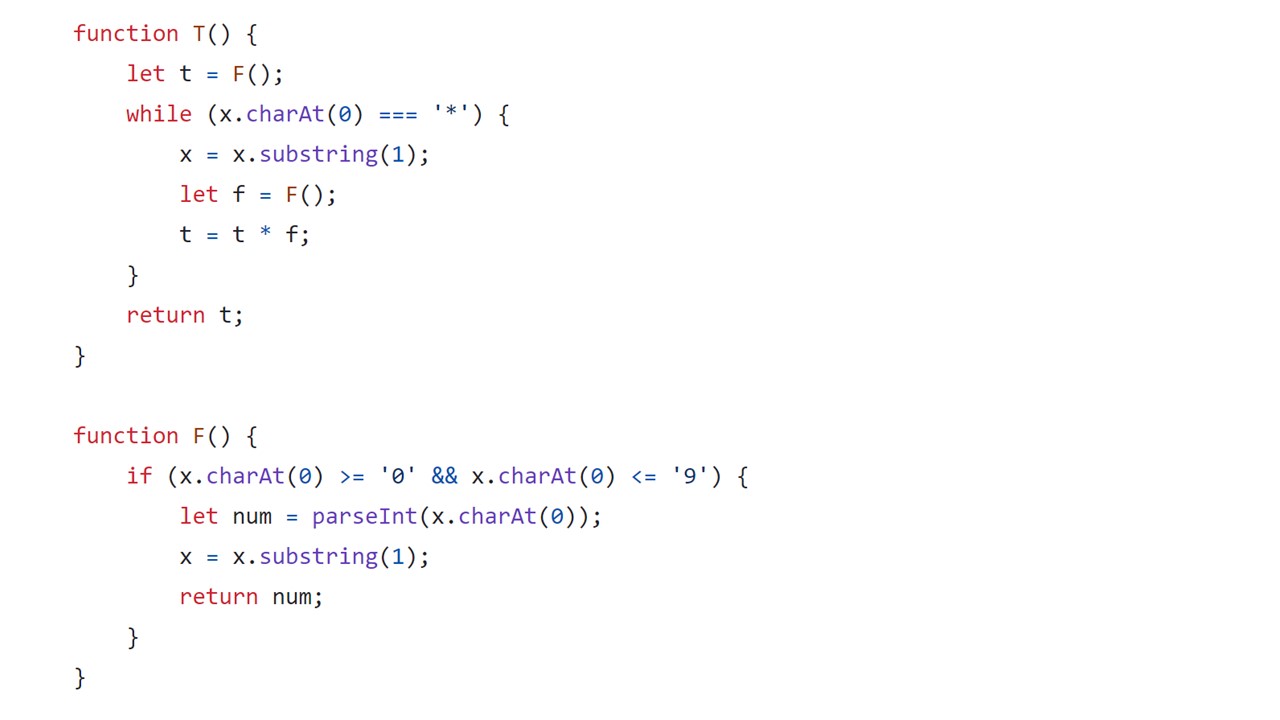 function T() {
    let t = F();
    while (x.charAt(0) === '*') {
        x = x.substring(1);
        let f = F();
        t = t * f;
    }
    return t;
}
function F() {
    if (x.charAt(0) >= '0' && x.charAt(0) <= '9') {
        let num = parseInt(x.charAt(0));
        x = x.substring(1);
        return num;
    }
}